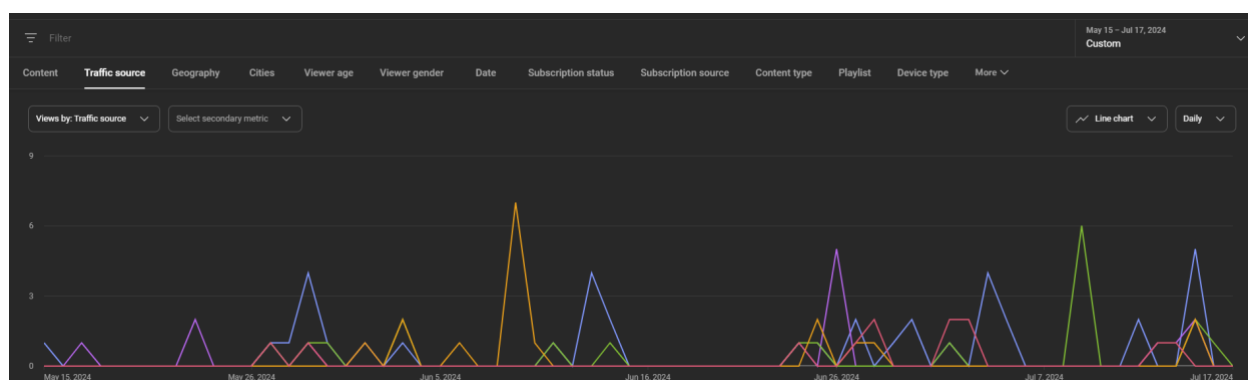 Filter
May 15 – Jul 17, 2024
Custom
Content Traffic source Geography Cities Viewer age Viewer gender Date Subscription status Subscription source Content type Playlist Device type More
Views by: Traffic source Select secondary metric Line chart Daily
9
6
3
0
May 15, 2024 May 26, 2024 Jun 5, 2024 Jun 16, 2024 Jun 26, 2024 Jul 7, 2024 Jul 17, 2024